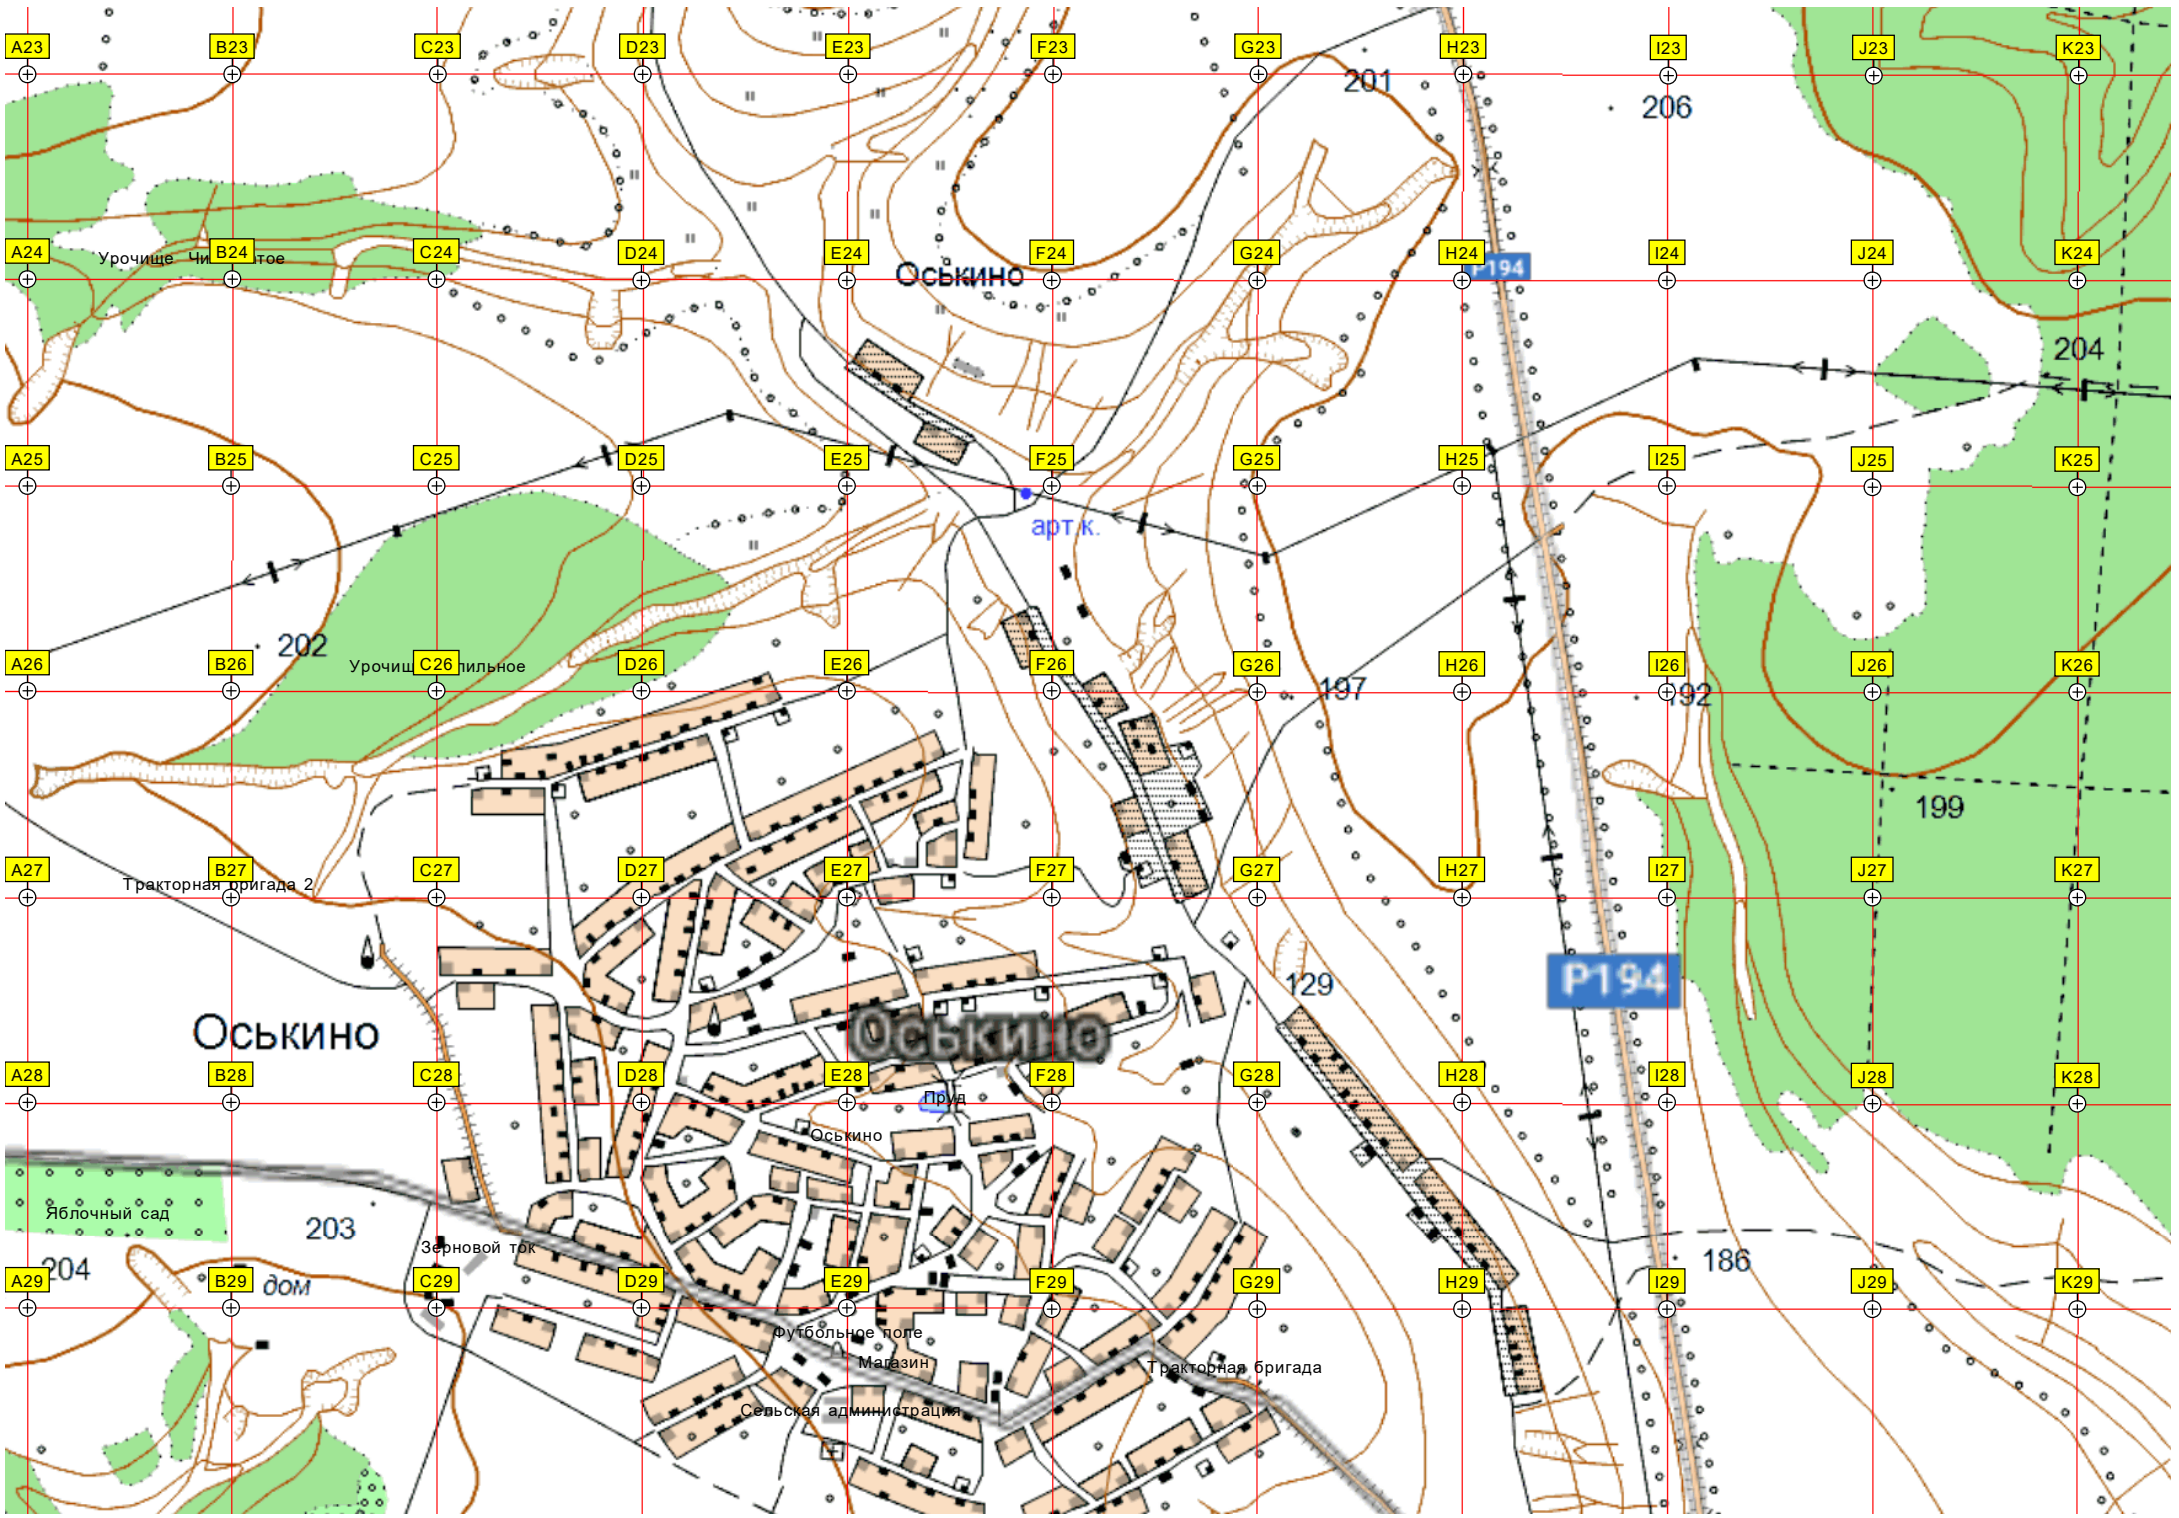 A23 B23 C23 D23 E23 F23 G23 H23 I23 J23 K23
201
206
A24 B24 C24 D24 E24 F24 G24 H24 I24 J24 K24
Урочище
Оськино
P194
204
A25 B25 C25 D25 E25 F25 G25 H25 I25 J25 K25
арт.к.
202
A26 B26 C26 D26 E26 F26 G26 H26 I26 J26 K26
197
192
199
A27 B27 C27 D27 E27 F27 G27 H27 I27 J27 K27
Тракторная бригада 2
129
P194
Оськино
Оськино
A28 B28 C28 D28 E28 F28 G28 H28 I28 J28 K28
Пруд
Оськино
Яблочный сад
203
Зерновой ток
204
186
A29 B29 C29 D29 E29 F29 G29 H29 I29 J29 K29
дом
Футбольное поле
Магазин
Тракторная бригада
Сельская администрация